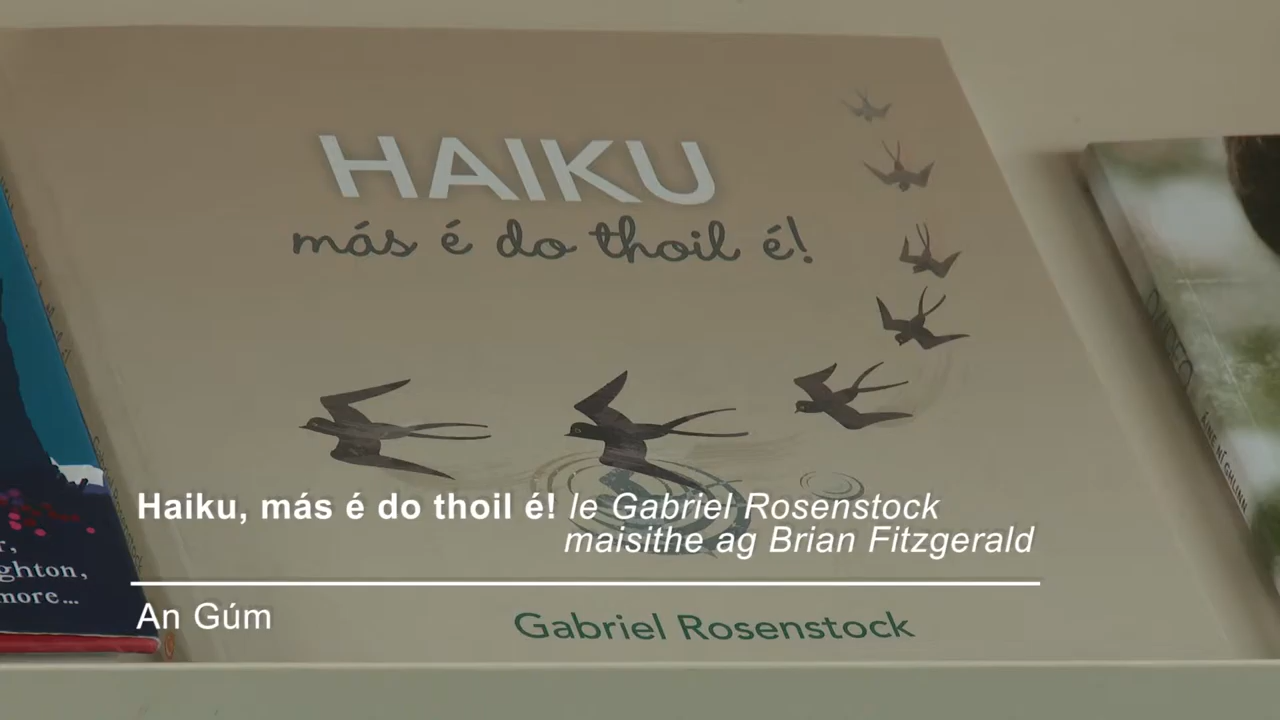 HAIKU
más é do thoil é!
Haiku, más é do thoil é! le Gabriel Rosenstock
maisithe ag Brian Fitzgerald
An Gúm
Gabriel Rosenstock
r,
ghton,
more...